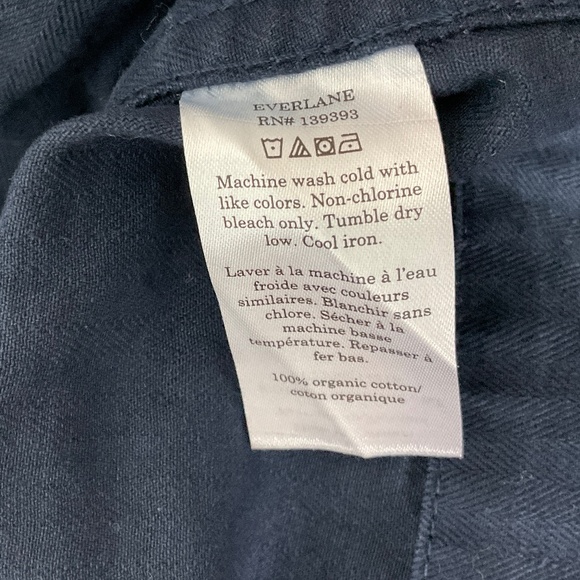 EVERLANE
RN# 139393
Machine wash cold with
like colors. Non-chlorine
bleach only. Tumble dry
low. Cool iron.
Laver à la machine à l'eau
froide avec couleurs
similaires. Blanchir sans
chlore. Sécher à la
machine basse
température. Repasser à
fer bas.
100% organic cotton/
coton organique